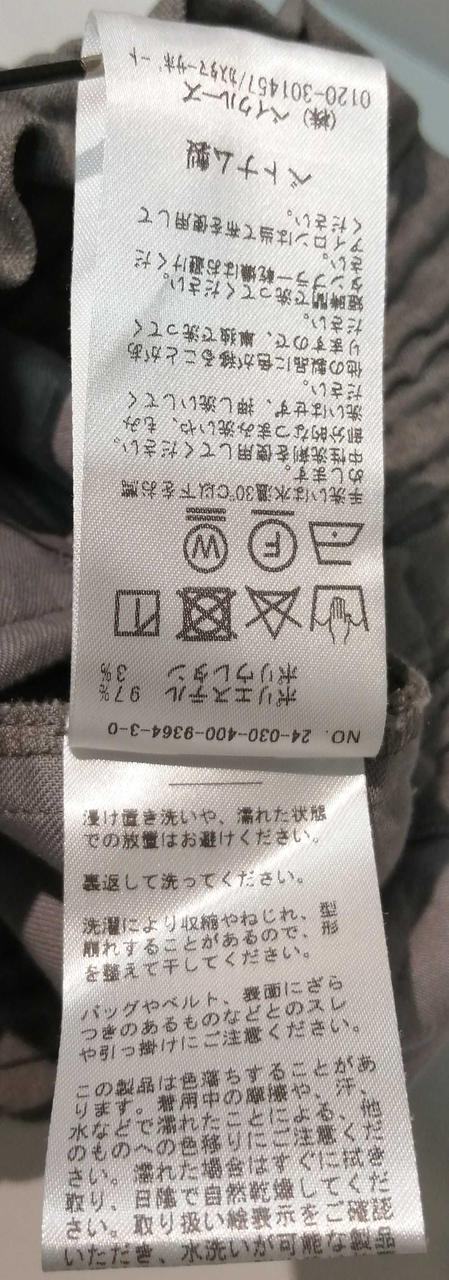 NO. 24-030-400-9364-3-0
ポリエステル 97%
ポリウレタン 3%
F
W
手洗いは水温30℃以下をお薦
めします。
中性洗剤を使用してください。
部分的なつまみ洗いや、もみ
洗いはせず、押し洗いしてく
ださい。
他の製品に色が移ることがあ
りますので、単独で洗ってく
ださい。
短時間で洗ってください。
タンブラー乾燥はお避けくだ
さい。
アイロンは当て布を使用して
ください。
ベトナム製
(株)ベイクルーズ
0120-301457/カスタマーサポート
浸け置き洗いや、濡れた状態
での放置はお避けください。
裏返して洗ってください。
洗濯により収縮やねじれ、型
崩れすることがあるので、形
を整えて干してください。
バッグやベルト、表面にざら
つきのあるものなどとのスレ
や引っ掛けにご注意ください。
この製品は色落ちすることがあ
ります。着用中の摩擦や、汗、
水などで濡れたことによる、他
のものへの色移りにご注意くだ
さい。濡れた場合はすぐに拭き
取り、日陰で自然乾燥してくだ
さい。取り扱い絵表示をご確認
いただき、水洗いが可能な製品